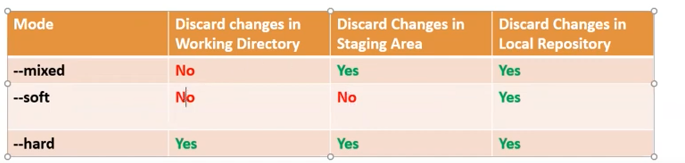 Mode
Discard changes in
Working Directory
Discard Changes in
Staging Area
Discard Changes in
Local Repository
--mixed No Yes Yes
--soft No No Yes
--hard Yes Yes Yes